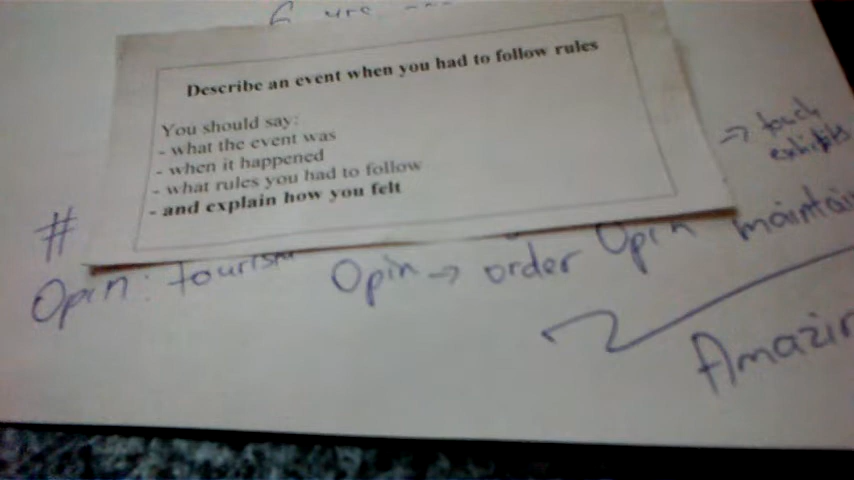 Describe an event when you had to follow rules
You should say:
- what the event was
- when it happened
- what rules you had to follow
- and explain how you felt
⇒ touch
exhibits
#
Opin: tourism
Opin → order
Opin maintain